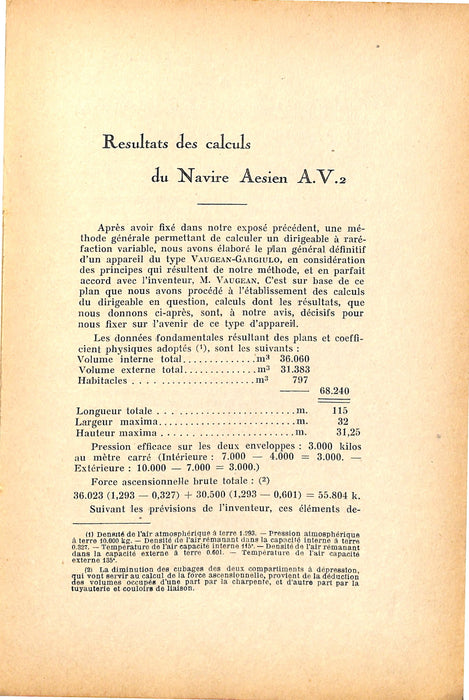 Resultats des calculs
du Navire Aesien A.V.2
Après avoir fixé dans notre exposé précédent, une mé-
thode générale permettant de calculer un dirigeable à raré-
faction variable, nous avons élaboré le plan général définitif
d'un appareil du type VAUGEAN-GARGIULO, en considération
des principes qui résultent de notre méthode, et en parfait
accord avec l'inventeur, M. VAUGEAN. C'est sur base de ce
plan que nous avons procédé à l'établissement des calculs
du dirigeable en question, calculs dont les résultats, que
nous donnons ci-après, sont, à notre avis, décisifs pour
nous fixer sur l'avenir de ce type d'appareil.
Les données fondamentales résultant des plans et coeffi-
cient physiques adoptés (1), sont les suivants :
Volume interne total..............m³ 36.060
Volume externe total..............m³ 31.383
Habitacles . . . . . . . . . . . . . . . . . . m³ 797
68.240
Longueur totale . . . . . . . . . . . . . . . . . . . . . . . m. 115
Largeur maxima.......................m. 32
Hauteur maxima . . . . . . . . . . . . . . . . . . . . . . m. 31,25
Pression efficace sur les deux enveloppes : 3.000 kilos
au mètre carré (Intérieure : 7.000 — 4.000 = 3.000. —
Extérieure : 10.000 — 7.000 = 3.000.)
Force ascensionnelle brute totale : (2)
36.023 (1,293 — 0,327) + 30.500 (1,293 — 0,601) = 55.804 k.
Suivant les prévisions de l'inventeur, ces éléments de-
(1) Densité de l'air atmosphérique à terre 1.293. — Pression atmosphérique
à terre 10.000 kg. — Densité de l'air rémanant dans la capacité interne à terre
0.327. — Temperature de l'air capacité interne 115°. — Densité de l'air rémanant
dans la capacité externe à terre 0.601. — Température de l'air capacité
externe 135°.
(2) La diminution des cubages des deux compartiments à dépression,
qui vont servir au calcul de la force ascensionnelle, provient de la déduction
des volumes occupés d'une part par la charpente, et d'autre part par la
tuyauterie et couloirs de liaison.